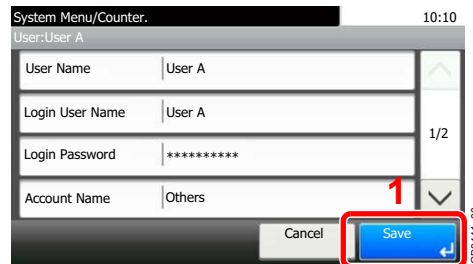 System Menu/Counter. 10:10
User:User A
User Name User A
Login User Name User A
1/2
Login Password **********
Account Name Others
1
Cancel Save